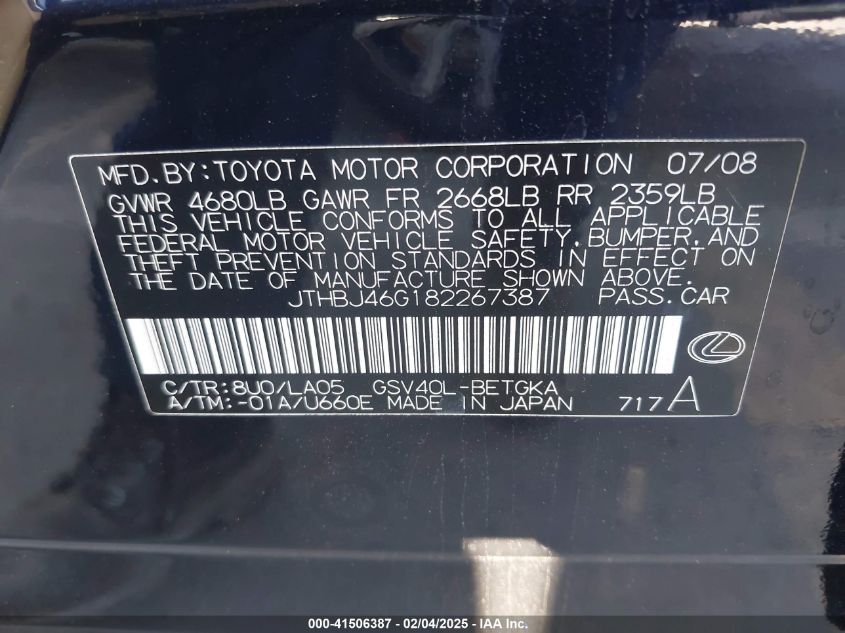 MFD. BY: TOYOTA MOTOR CORPORATION 07/08
GVWR 4680LB GAWR FR 2668LB RR 2359LB
THIS VEHICLE CONFORMS TO ALL APPLICABLE
FEDERAL MOTOR VEHICLE SAFETY, BUMPER, AND
THEFT PREVENTION STANDARDS IN EFFECT ON
THE DATE OF MANUFACTURE SHOWN ABOVE.
JTHBJ46G182267387 PASS. CAR
C/TR: 8U0/LA05 GSV40L-BETGKA
A/TM: -01A/U660E MADE IN JAPAN 717 A
000-41506387 | 02/04/2025 — IAA Inc.